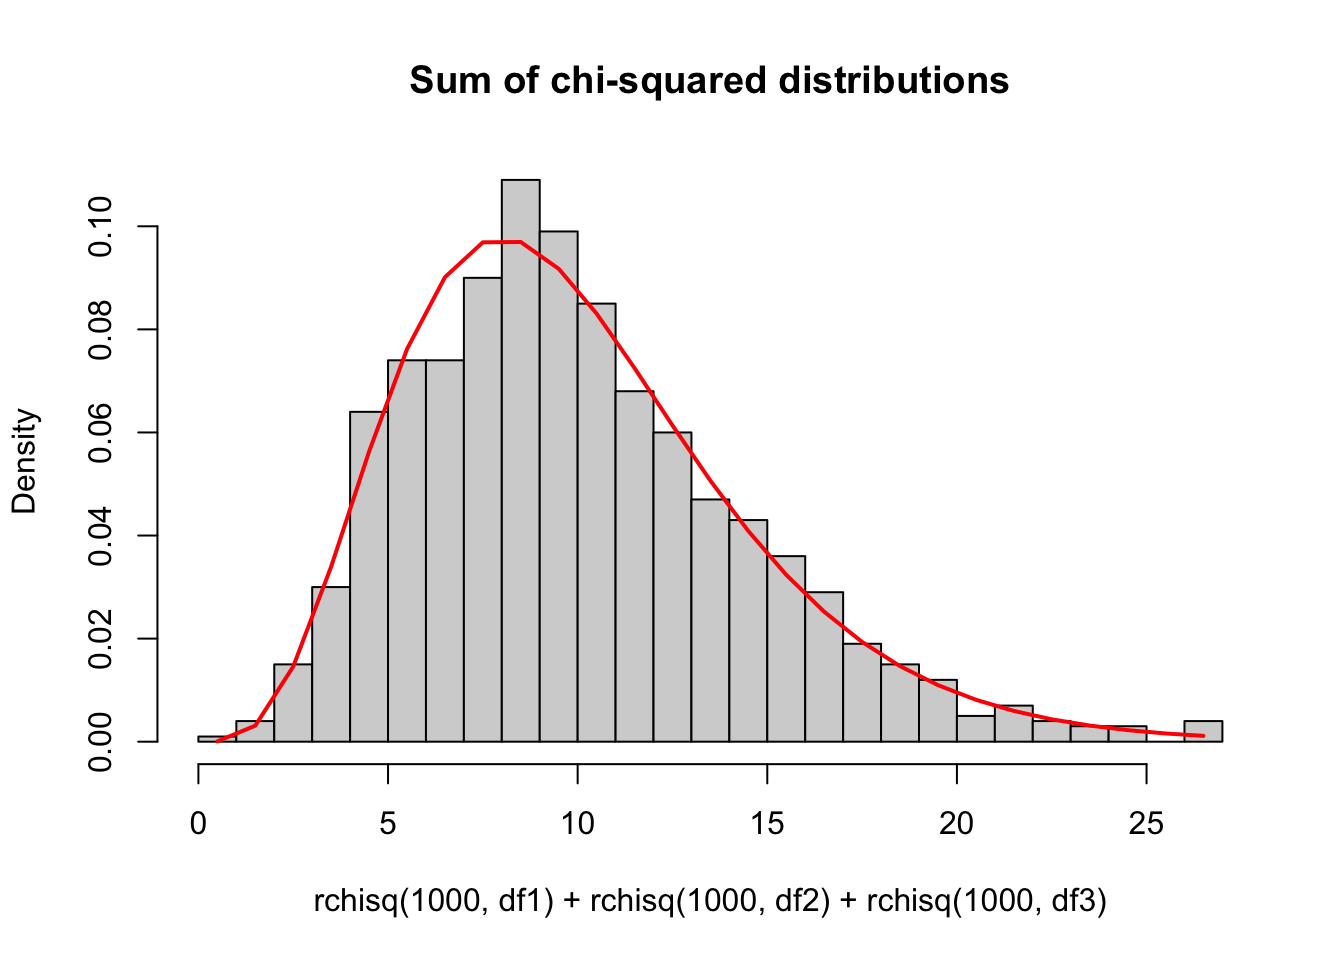 Sum of chi-squared distributions
Density
0.10
0.08
0.06
0.04
0.02
0.00
0 5 10 15 20 25
rchisq(1000, df1) + rchisq(1000, df2) + rchisq(1000, df3)